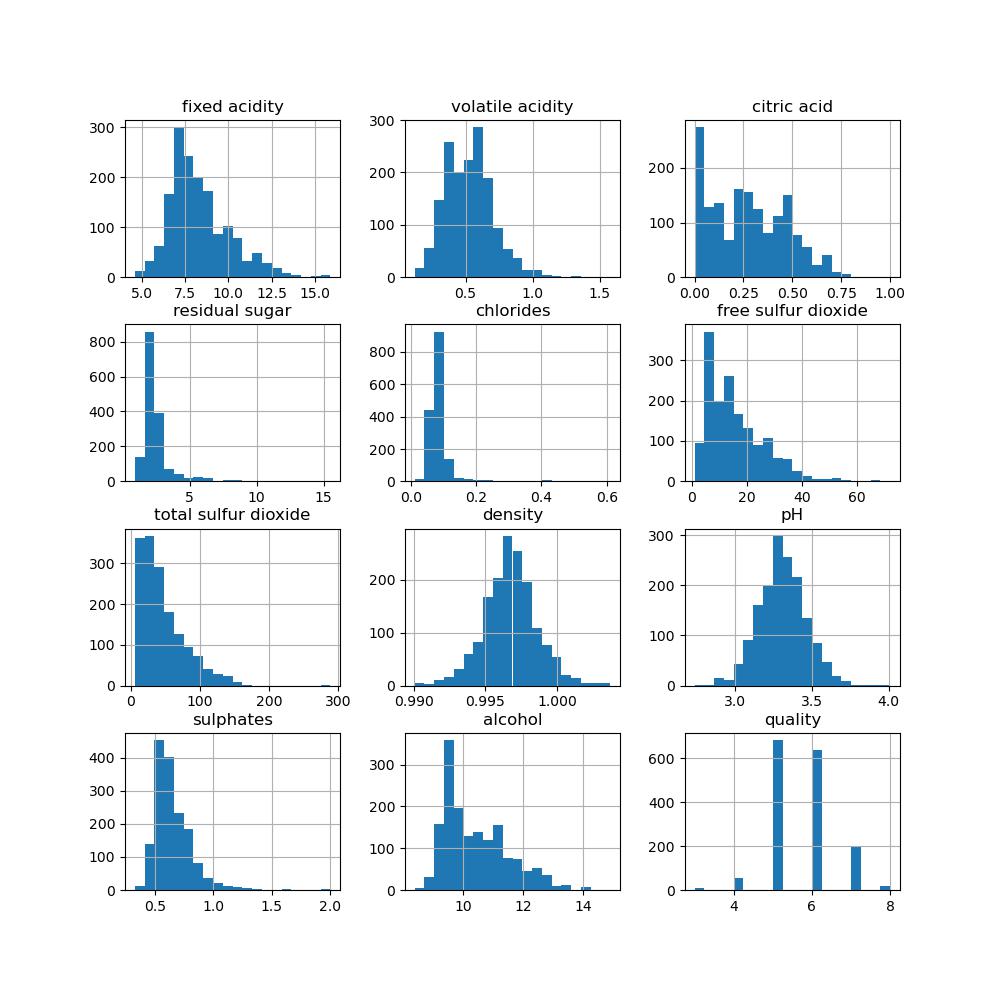 fixed acidity
300
200
100
0
5.0 7.5 10.0 12.5 15.0
volatile acidity
300
200
100
0
0.5 1.0 1.5
citric acid
200
100
0
0.00 0.25 0.50 0.75 1.00
residual sugar
800
600
400
200
0
5 10 15
chlorides
800
600
400
200
0
0.0 0.2 0.4 0.6
free sulfur dioxide
300
200
100
0
0 20 40 60
total sulfur dioxide
300
200
100
0
0 100 200 300
density
200
100
0
0.990 0.995 1.000
pH
300
200
100
0
3.0 3.5 4.0
sulphates
400
300
200
100
0
0.5 1.0 1.5 2.0
alcohol
300
200
100
0
10 12 14
quality
600
400
200
0
4 6 8